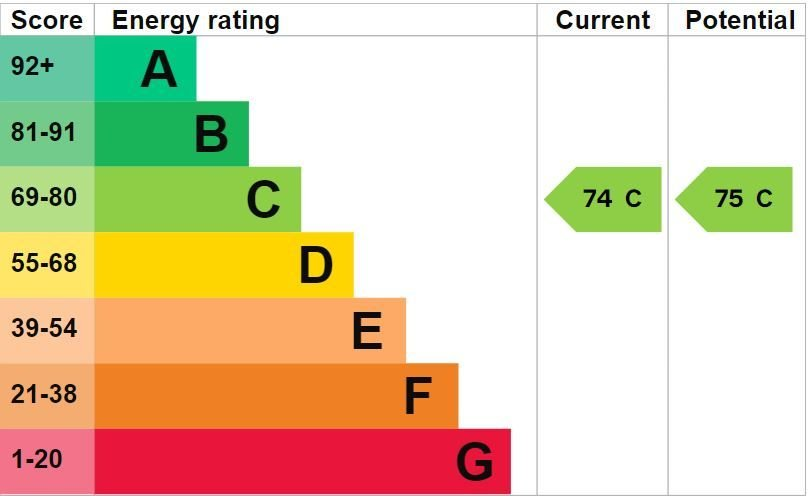 Score Energy rating Current Potential
92+ A
81-91 B
69-80 C 74 C 75 C
55-68 D
39-54 E
21-38 F
1-20 G